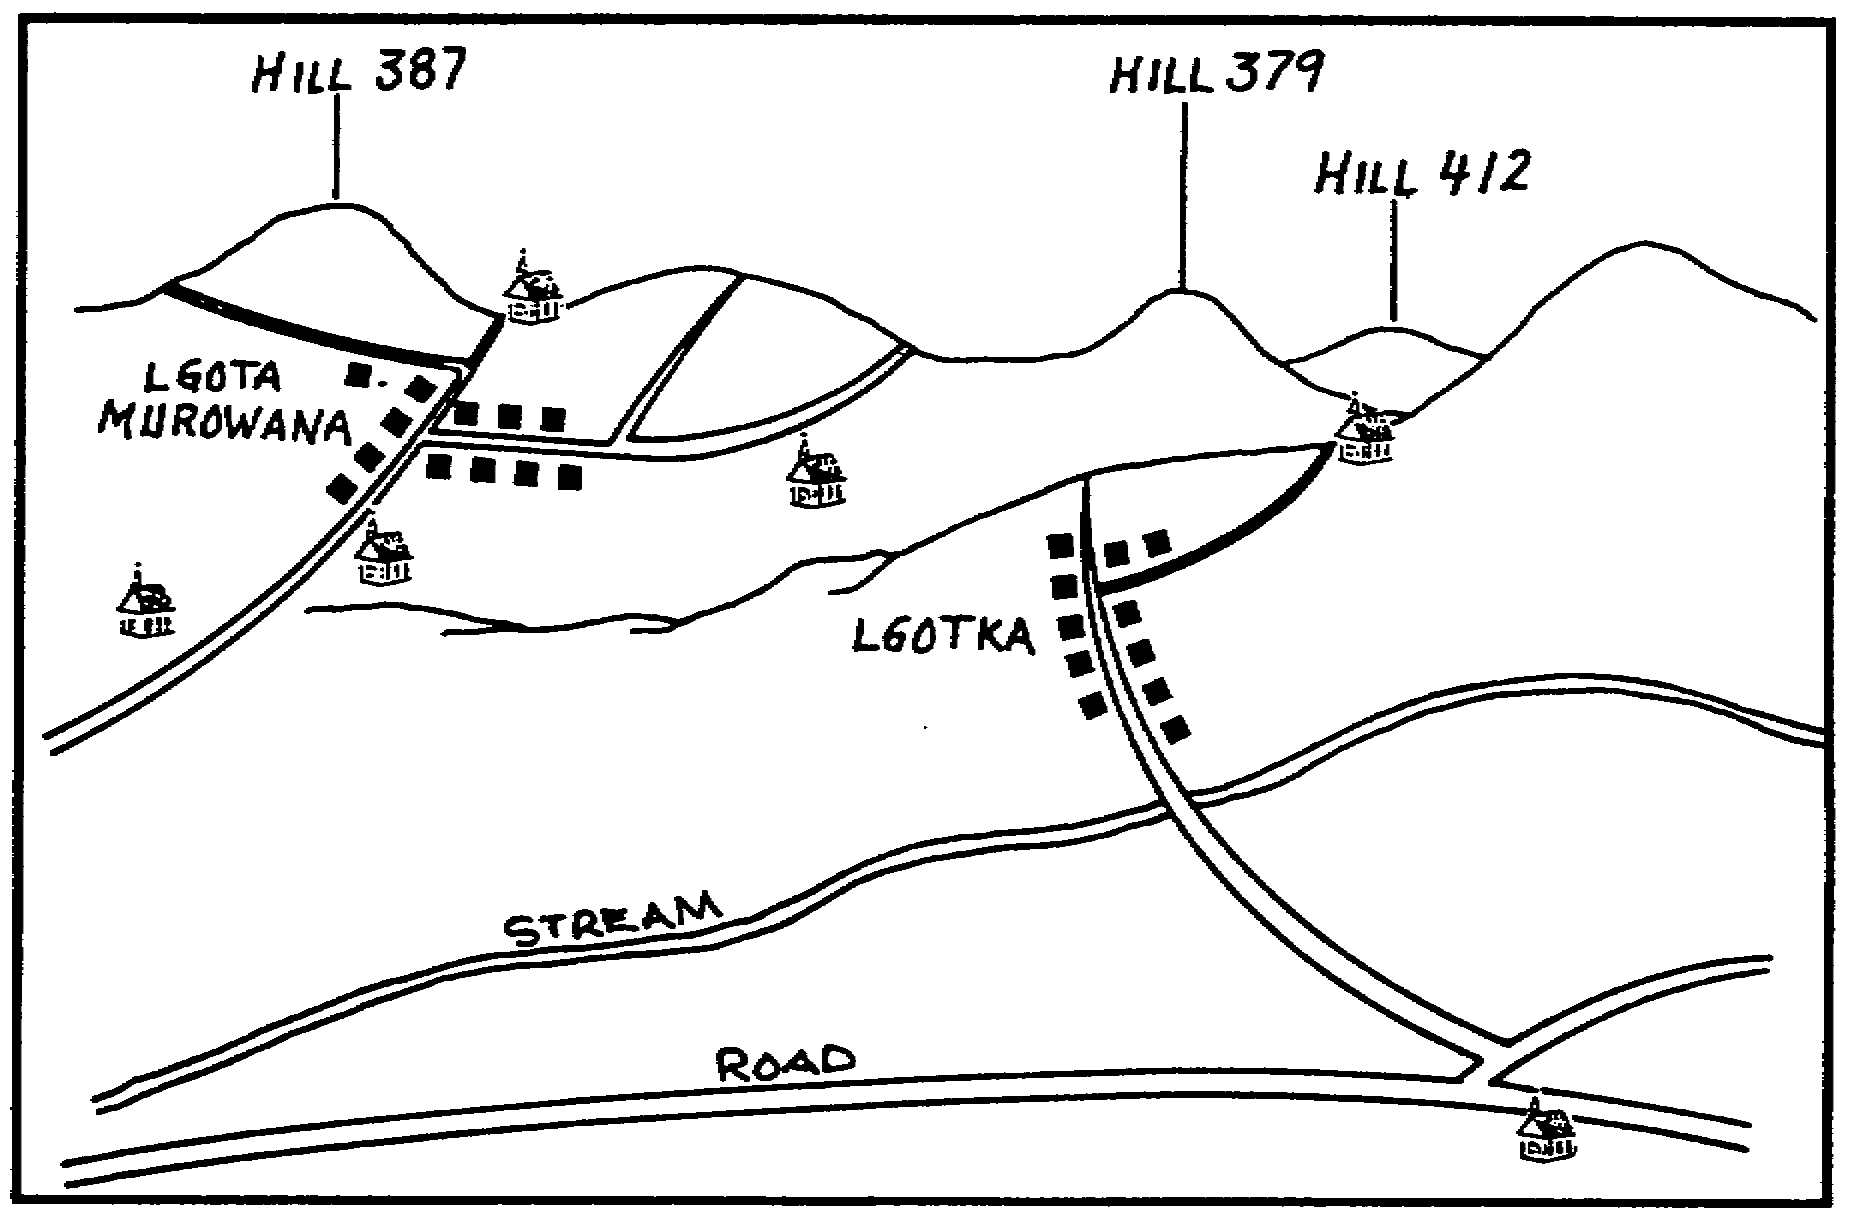 HILL 387
HILL 379
HILL 412
LGOTA
MUROWANA
LGOTKA
STREAM
ROAD